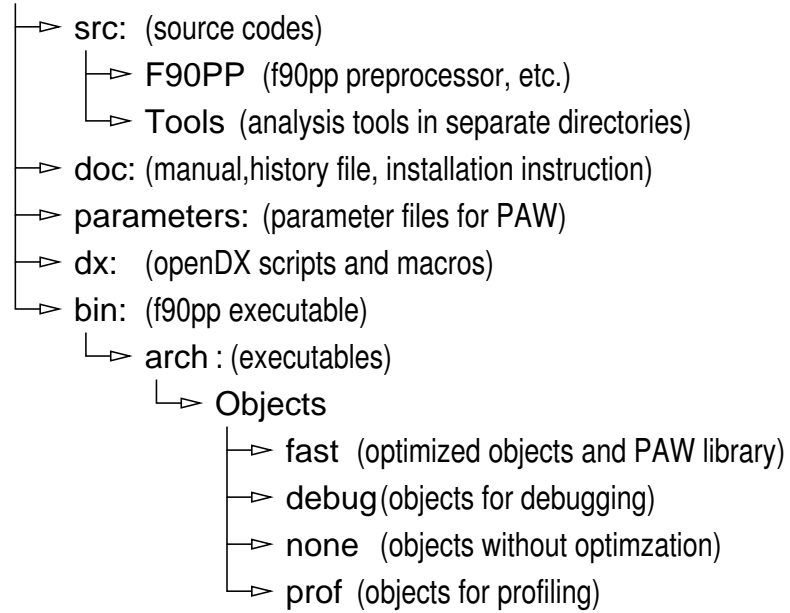 src: (source codes)
F90PP (f90pp preprocessor, etc.)
Tools (analysis tools in separate directories)
doc: (manual,history file, installation instruction)
parameters: (parameter files for PAW)
dx: (openDX scripts and macros)
bin: (f90pp executable)
arch : (executables)
Objects
fast (optimized objects and PAW library)
debug (objects for debugging)
none (objects without optimzation)
prof (objects for profiling)